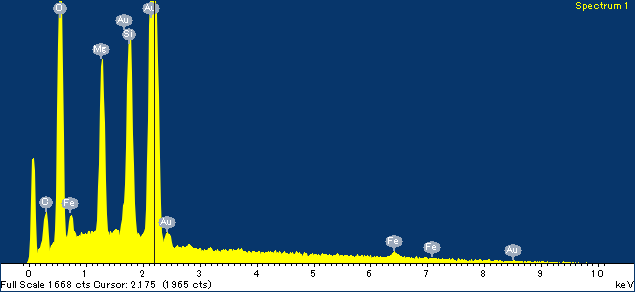 Spectrum 1
O Au Au
Si
Mg
O Fe
Au
Fe Fe Au
0 1 2 3 4 5 6 7 8 9 10
Full Scale 1668 cts Cursor: 2.175 (1965 cts) keV